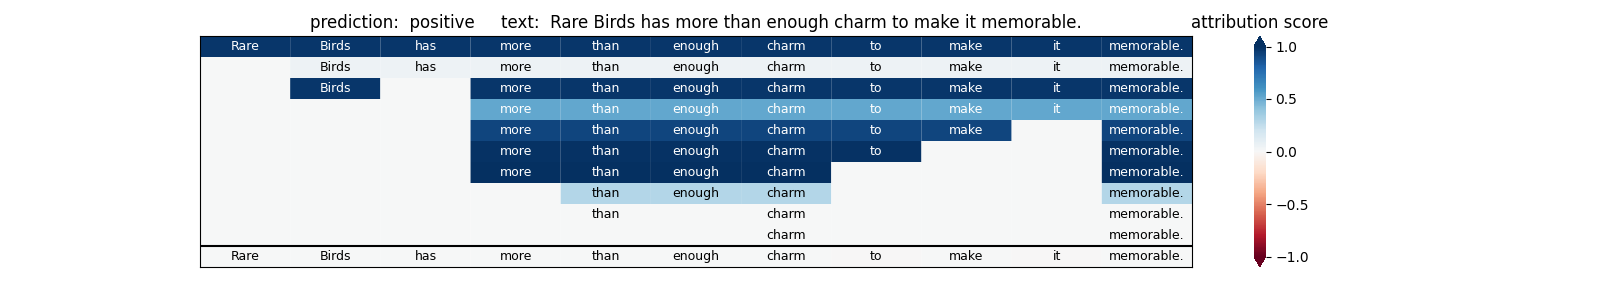 prediction:  positive     text:  Rare Birds has more than enough charm to make it memorable.
attribution score
Rare Birds has more than enough charm to make it memorable.
Birds has more than enough charm to make it memorable.
Birds more than enough charm to make it memorable.
more than enough charm to make it memorable.
more than enough charm to make memorable.
more than enough charm to memorable.
more than enough charm memorable.
than enough charm memorable.
than charm memorable.
charm memorable.
Rare Birds has more than enough charm to make it memorable.
1.0
0.5
0.0
−0.5
−1.0